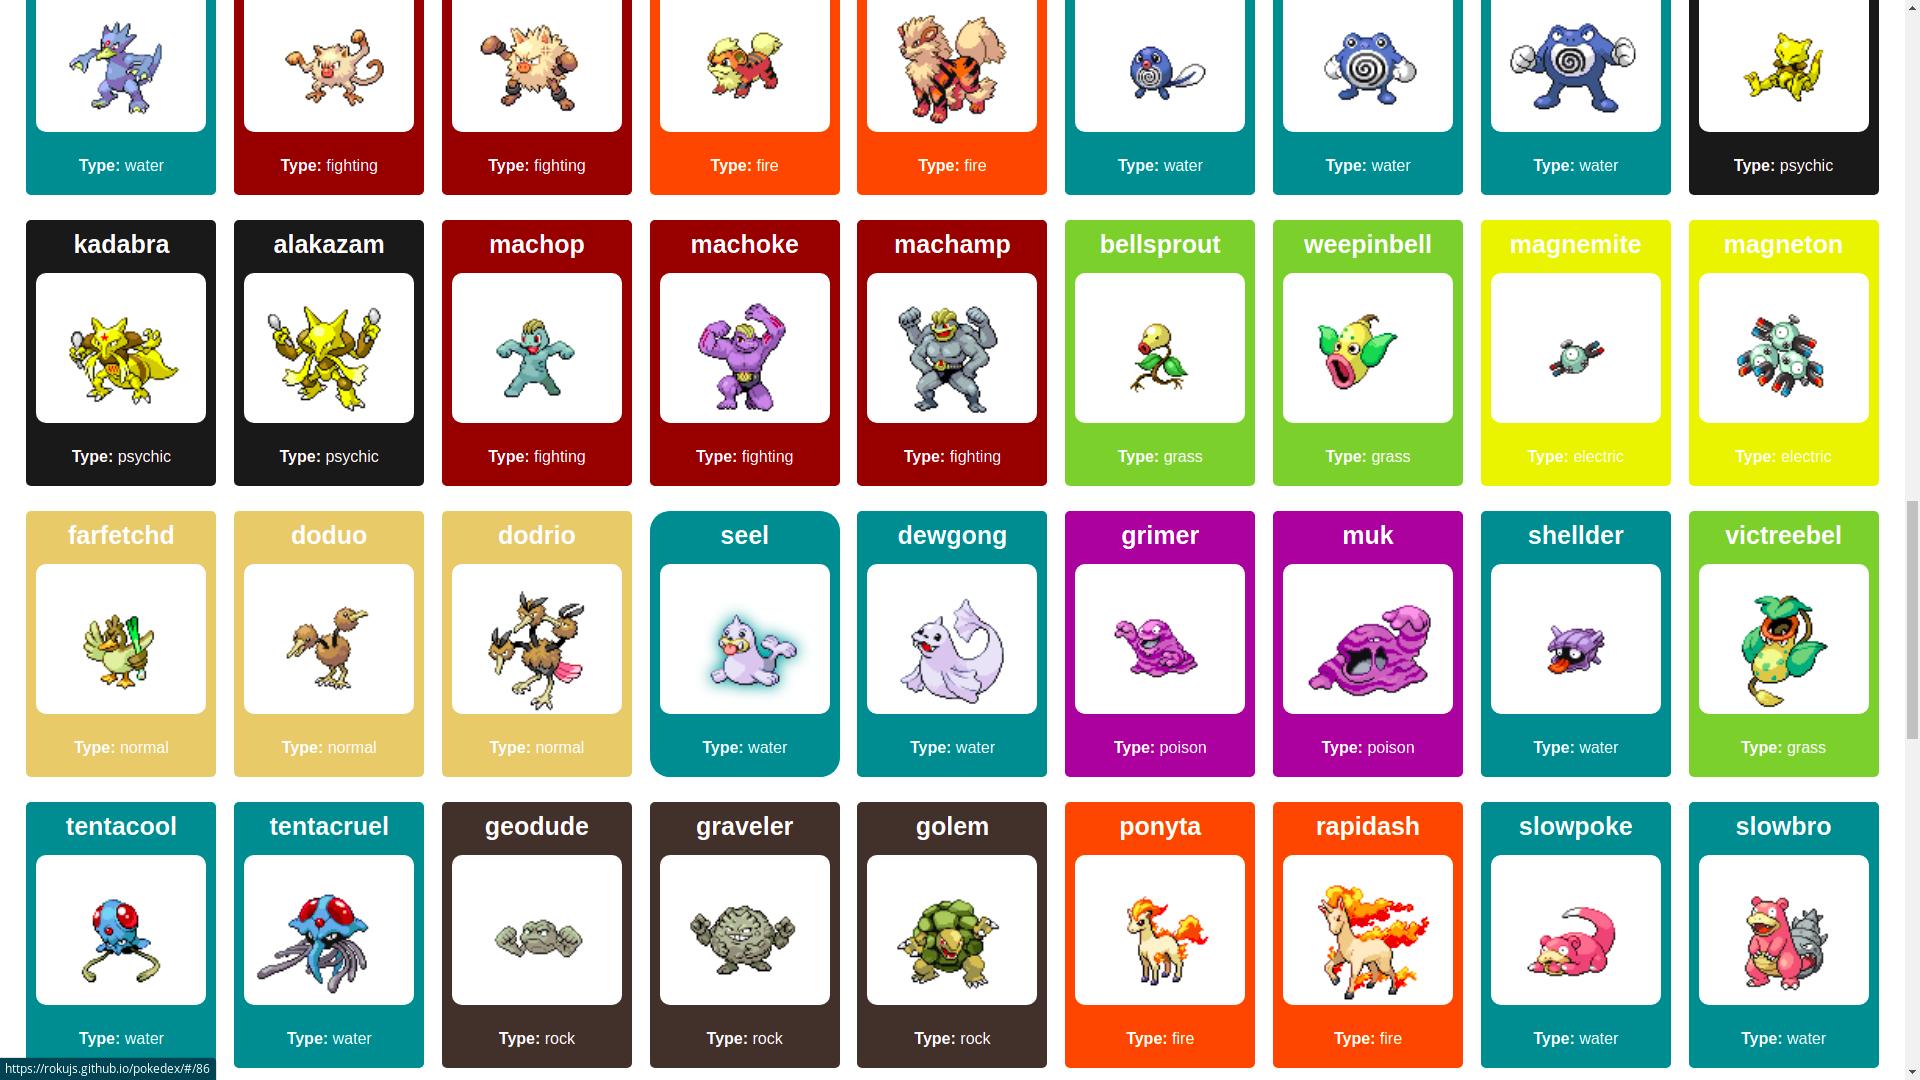 Type: water
Type: fighting
Type: fighting
Type: fire
Type: fire
Type: water
Type: water
Type: water
Type: psychic
kadabra
Type: psychic
alakazam
Type: psychic
machop
Type: fighting
machoke
Type: fighting
machamp
Type: fighting
bellsprout
Type: grass
weepinbell
Type: grass
magnemite
Type: electric
magneton
Type: electric
farfetchd
Type: normal
doduo
Type: normal
dodrio
Type: normal
seel
Type: water
dewgong
Type: water
grimer
Type: poison
muk
Type: poison
shellder
Type: water
victreebel
Type: grass
tentacool
Type: water
tentacruel
Type: water
geodude
Type: rock
graveler
Type: rock
golem
Type: rock
ponyta
Type: fire
rapidash
Type: fire
slowpoke
Type: water
slowbro
Type: water
https://rokujs.github.io/pokedex/#/86